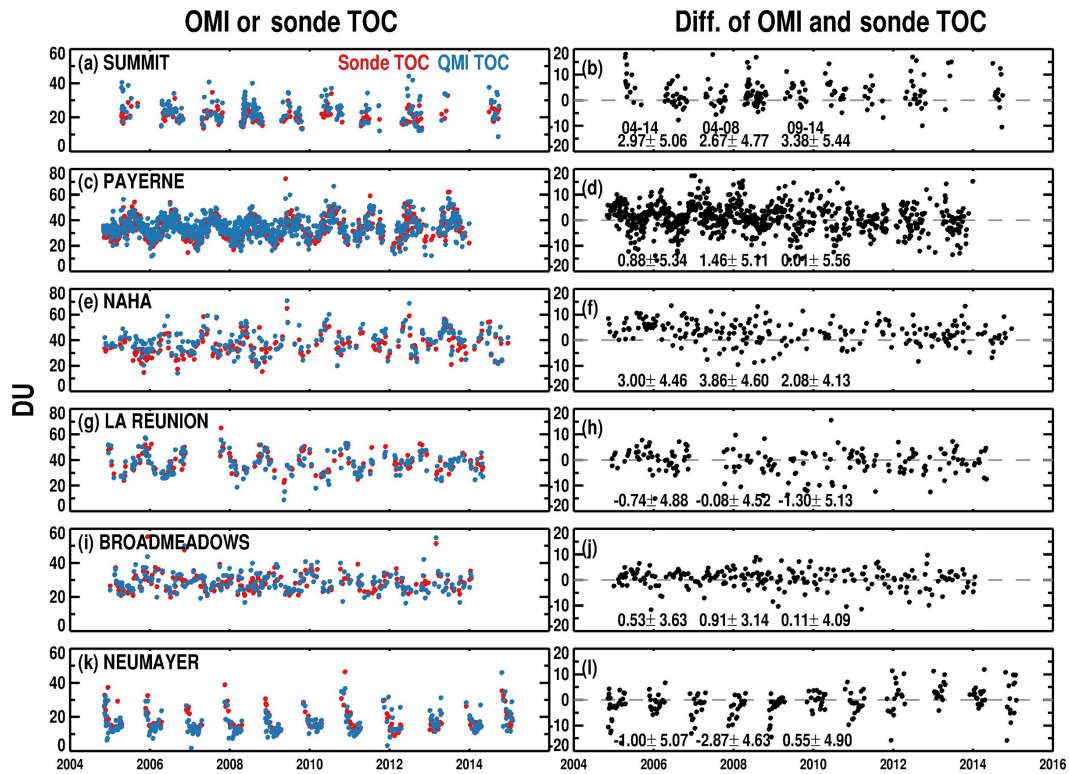 OMI or sonde TOC
Diff. of OMI and sonde TOC
60
40
20
0
(a) SUMMIT
Sonde TOC QMI TOC
20
10
0
-10
-20
(b)
04-14 04-08 09-14
2.97± 5.06 2.67± 4.77 3.38± 5.44
80
60
40
20
0
(c) PAYERNE
20
10
0
-10
-20
(d)
0.88± 5.34 1.46± 5.11 0.01± 5.56
80
60
40
20
0
(e) NAHA
20
10
0
-10
-20
(f)
3.00± 4.46 3.86± 4.60 2.08± 4.13
DU
80
60
40
20
0
(g) LA RÉUNION
20
10
0
-10
-20
(h)
-0.74± 4.88 -0.08± 4.52 -1.30± 5.13
60
40
20
0
(i) BROADMEADOWS
20
10
0
-10
-20
(j)
0.53± 3.63 0.91± 3.14 0.11± 4.09
60
40
20
0
(k) NEUMAYER
20
10
0
-10
-20
(l)
-1.00± 5.07 -2.87± 4.63 0.55± 4.90
2004 2006 2008 2010 2012 2014
2004 2006 2008 2010 2012 2014 2016